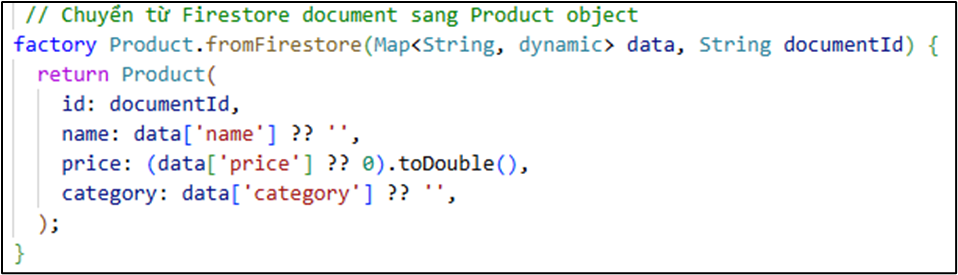 // Chuyển từ Firestore document sang Product object
factory Product.fromFirestore(Map<String, dynamic> data, String documentId) {
return Product(
id: documentId,
name: data['name'] ?? '',
price: (data['price'] ?? 0).toDouble(),
category: data['category'] ?? '',
);
}